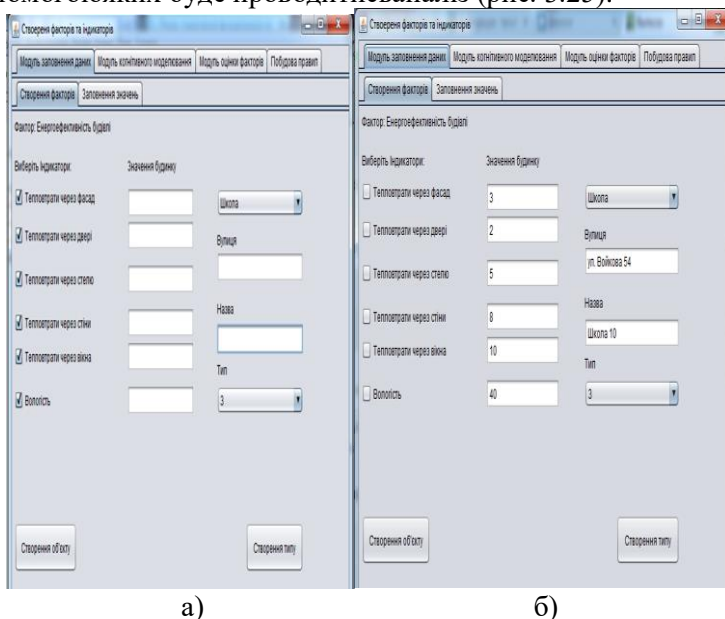 Створереня факторів та індикаторів
Модуль заповнення даних Модуль когнітивного моделювання Модуль оцінки факторів Побудова правил
Створення факторів Заповнення значень
Фактор: Енергоефективність будівлі
Виберіть Індикатори: Значення будинку
Тепловтрати через фасад Школа
Тепловтрати через двері Вулиця
Тепловтрати через стелю
Назва
Тепловтрати через стіни
Тепловтрати через вікна
Тип
Вологість 3
Створення об'єкту Створення типу
а)
Створереня факторів та індикаторів
Модуль заповнення даних Модуль когнітивного моделювання Модуль оцінки факторів Побудова правил
Створення факторів Заповнення значень
Фактор: Енергоефективність будівлі
Виберіть Індикатори: Значення будинку
Тепловтрати через фасад 3 Школа
Тепловтрати через двері 2 Вулиця
Тепловтрати через стелю 5 ул. Войкова 54
Назва
Тепловтрати через стіни 8 Школа 10
Тепловтрати через вікна 10
Тип
Вологість 40 3
Створення об'єкту Створення типу
б)